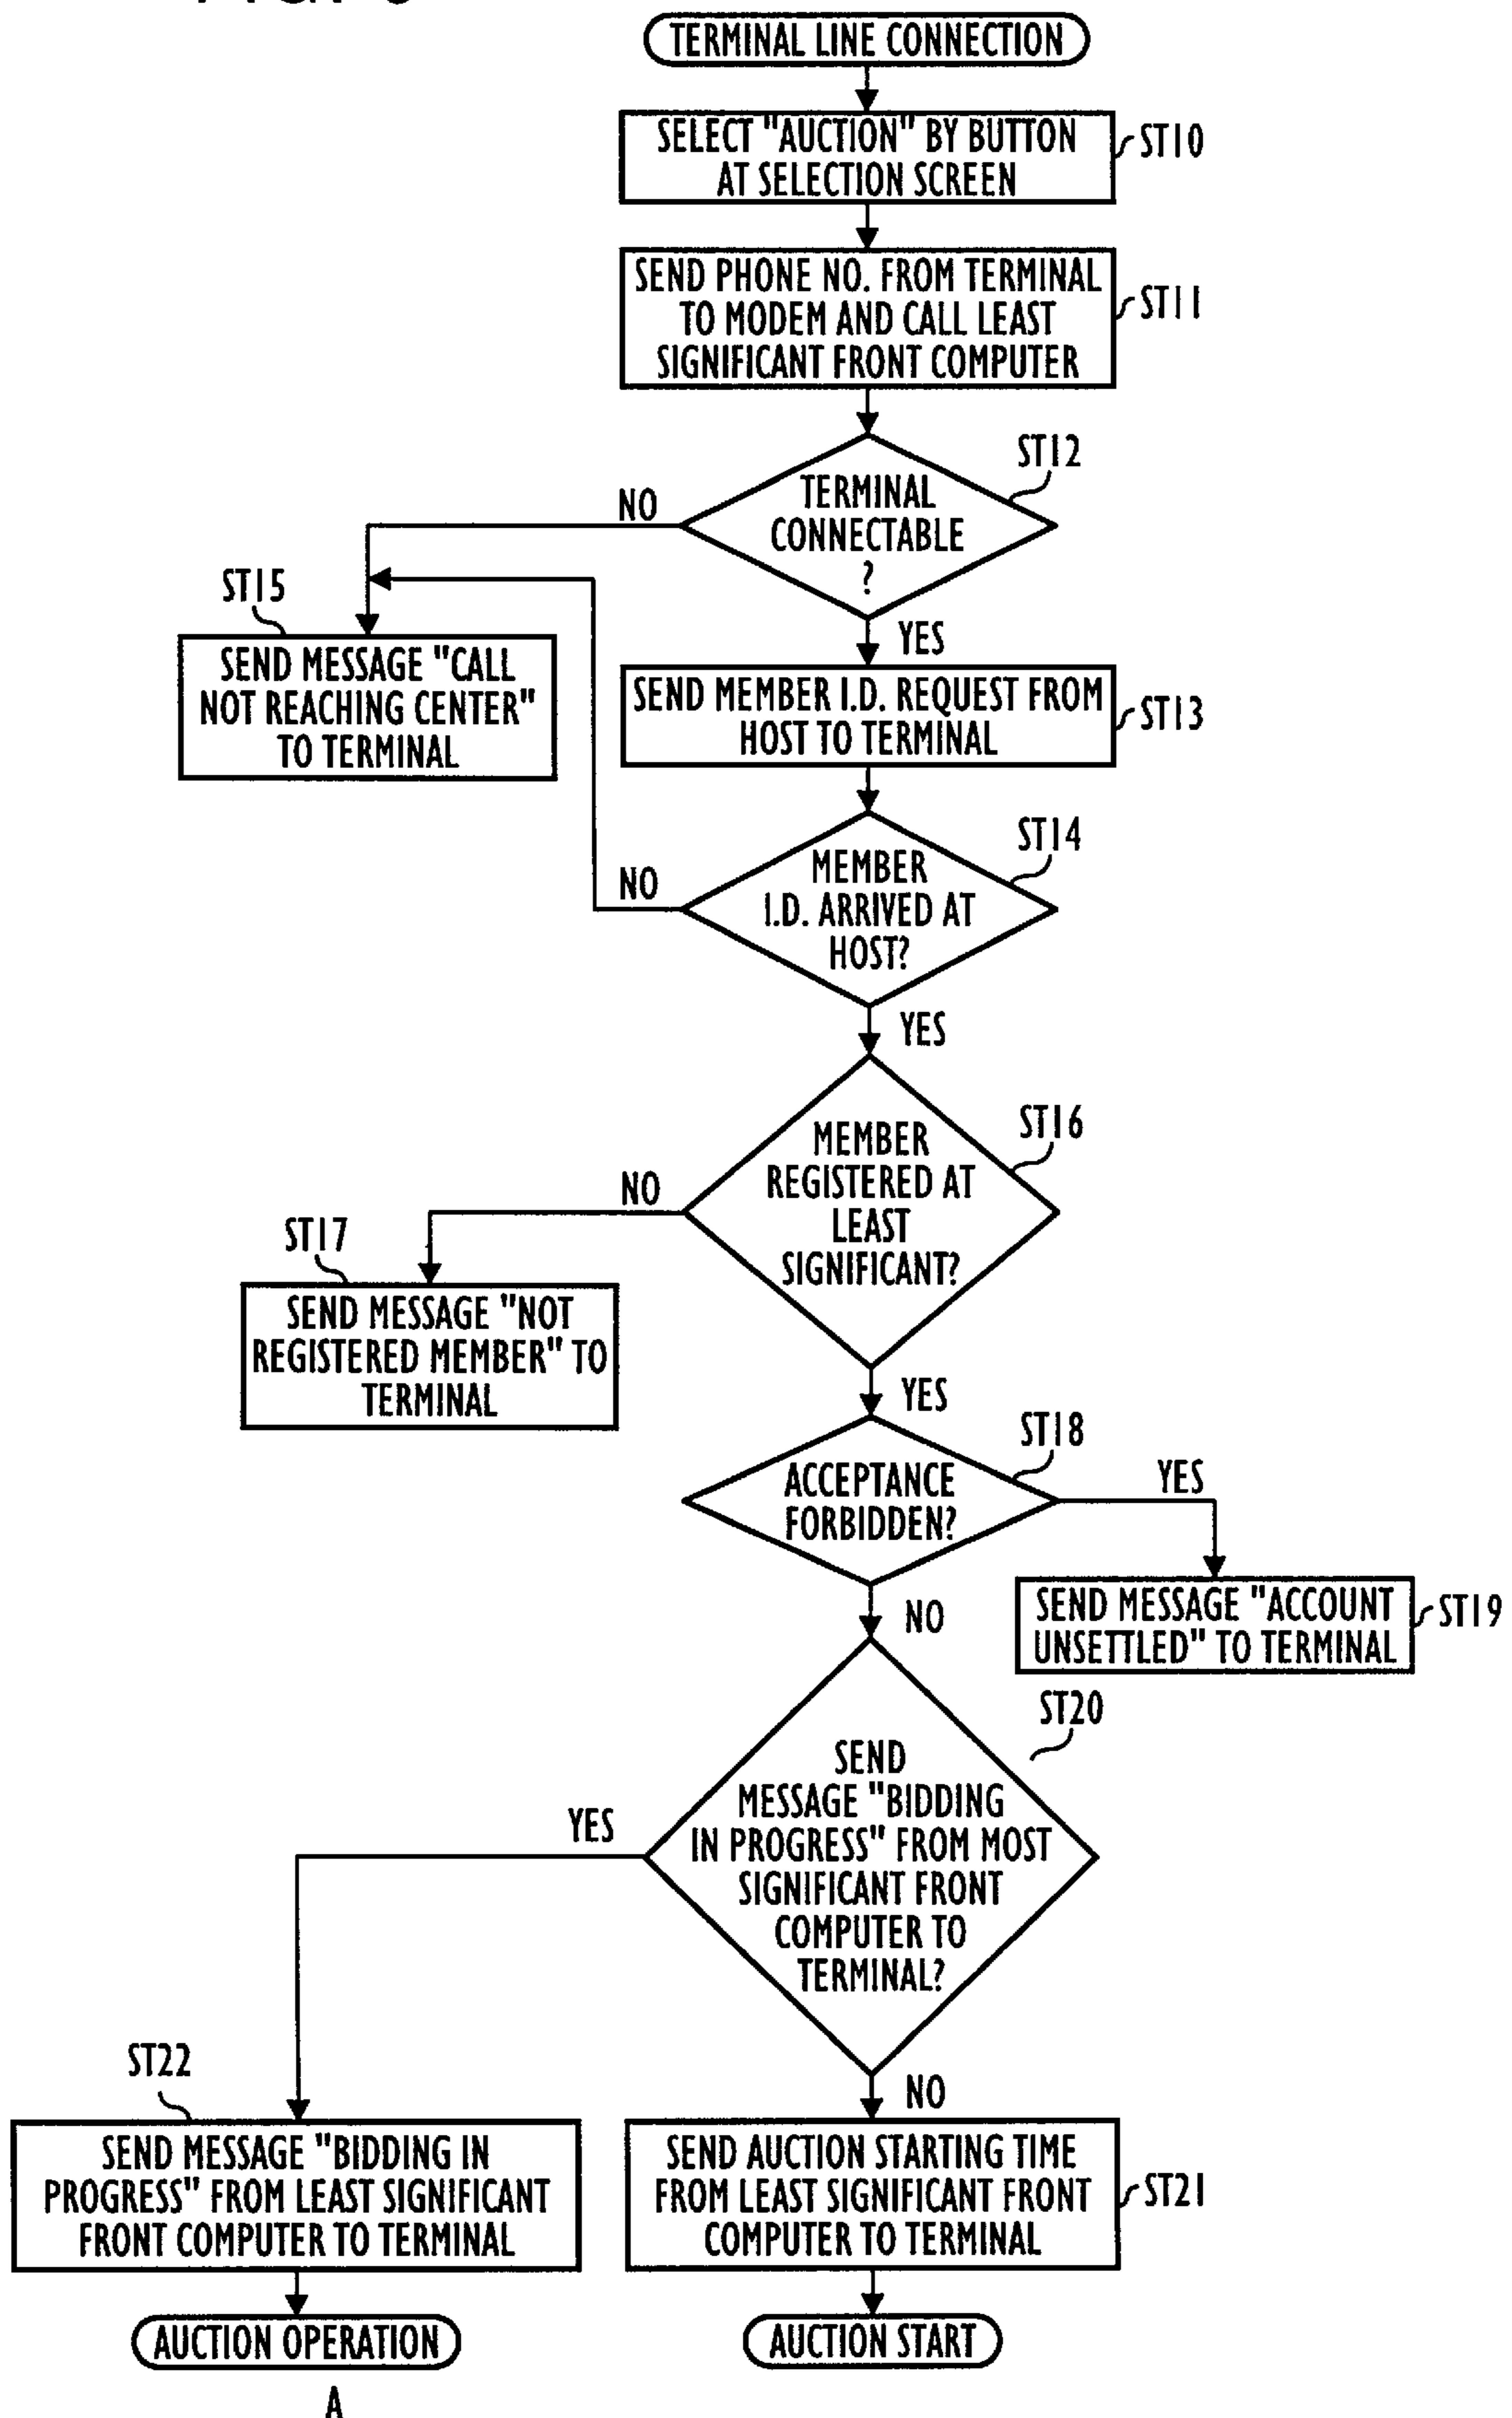 TERMINAL LINE CONNECTION
SELECT "AUCTION" BY BUTTON
AT SELECTION SCREEN
ST10
SEND PHONE NO. FROM TERMINAL
TO MODEM AND CALL LEAST
SIGNIFICANT FRONT COMPUTER
ST11
ST12
TERMINAL
CONNECTABLE
?
NO
YES
ST15
SEND MESSAGE "CALL
NOT REACHING CENTER"
TO TERMINAL
SEND MEMBER I.D. REQUEST FROM
HOST TO TERMINAL
ST13
ST14
MEMBER
I.D. ARRIVED AT
HOST?
NO
YES
ST16
MEMBER
REGISTERED AT
LEAST
SIGNIFICANT?
NO
YES
ST17
SEND MESSAGE "NOT
REGISTERED MEMBER" TO
TERMINAL
ST18
ACCEPTANCE
FORBIDDEN?
YES
NO
SEND MESSAGE "ACCOUNT
UNSETTLED" TO TERMINAL
ST19
ST20
SEND
MESSAGE "BIDDING
IN PROGRESS" FROM MOST
SIGNIFICANT FRONT
COMPUTER TO
TERMINAL?
YES
NO
ST22
SEND MESSAGE "BIDDING IN
PROGRESS" FROM LEAST SIGNIFICANT
FRONT COMPUTER TO TERMINAL
SEND AUCTION STARTING TIME
FROM LEAST SIGNIFICANT FRONT
COMPUTER TO TERMINAL
ST21
AUCTION OPERATION
AUCTION START
A